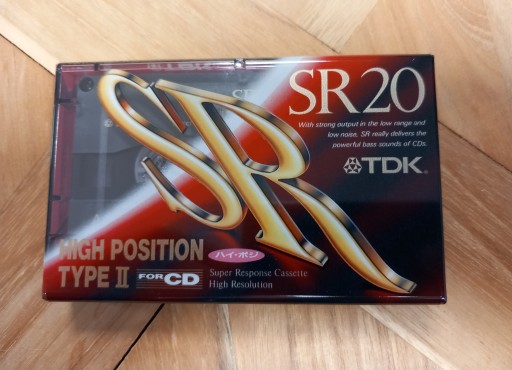 SR20
With strong output in the low range and
low noise, SR really delivers the
powerful bass sounds of CDs.
TDK
SR
HIGH POSITION
TYPE II
ハイ・ポジ
FOR CD
Super Response Cassette
High Resolution